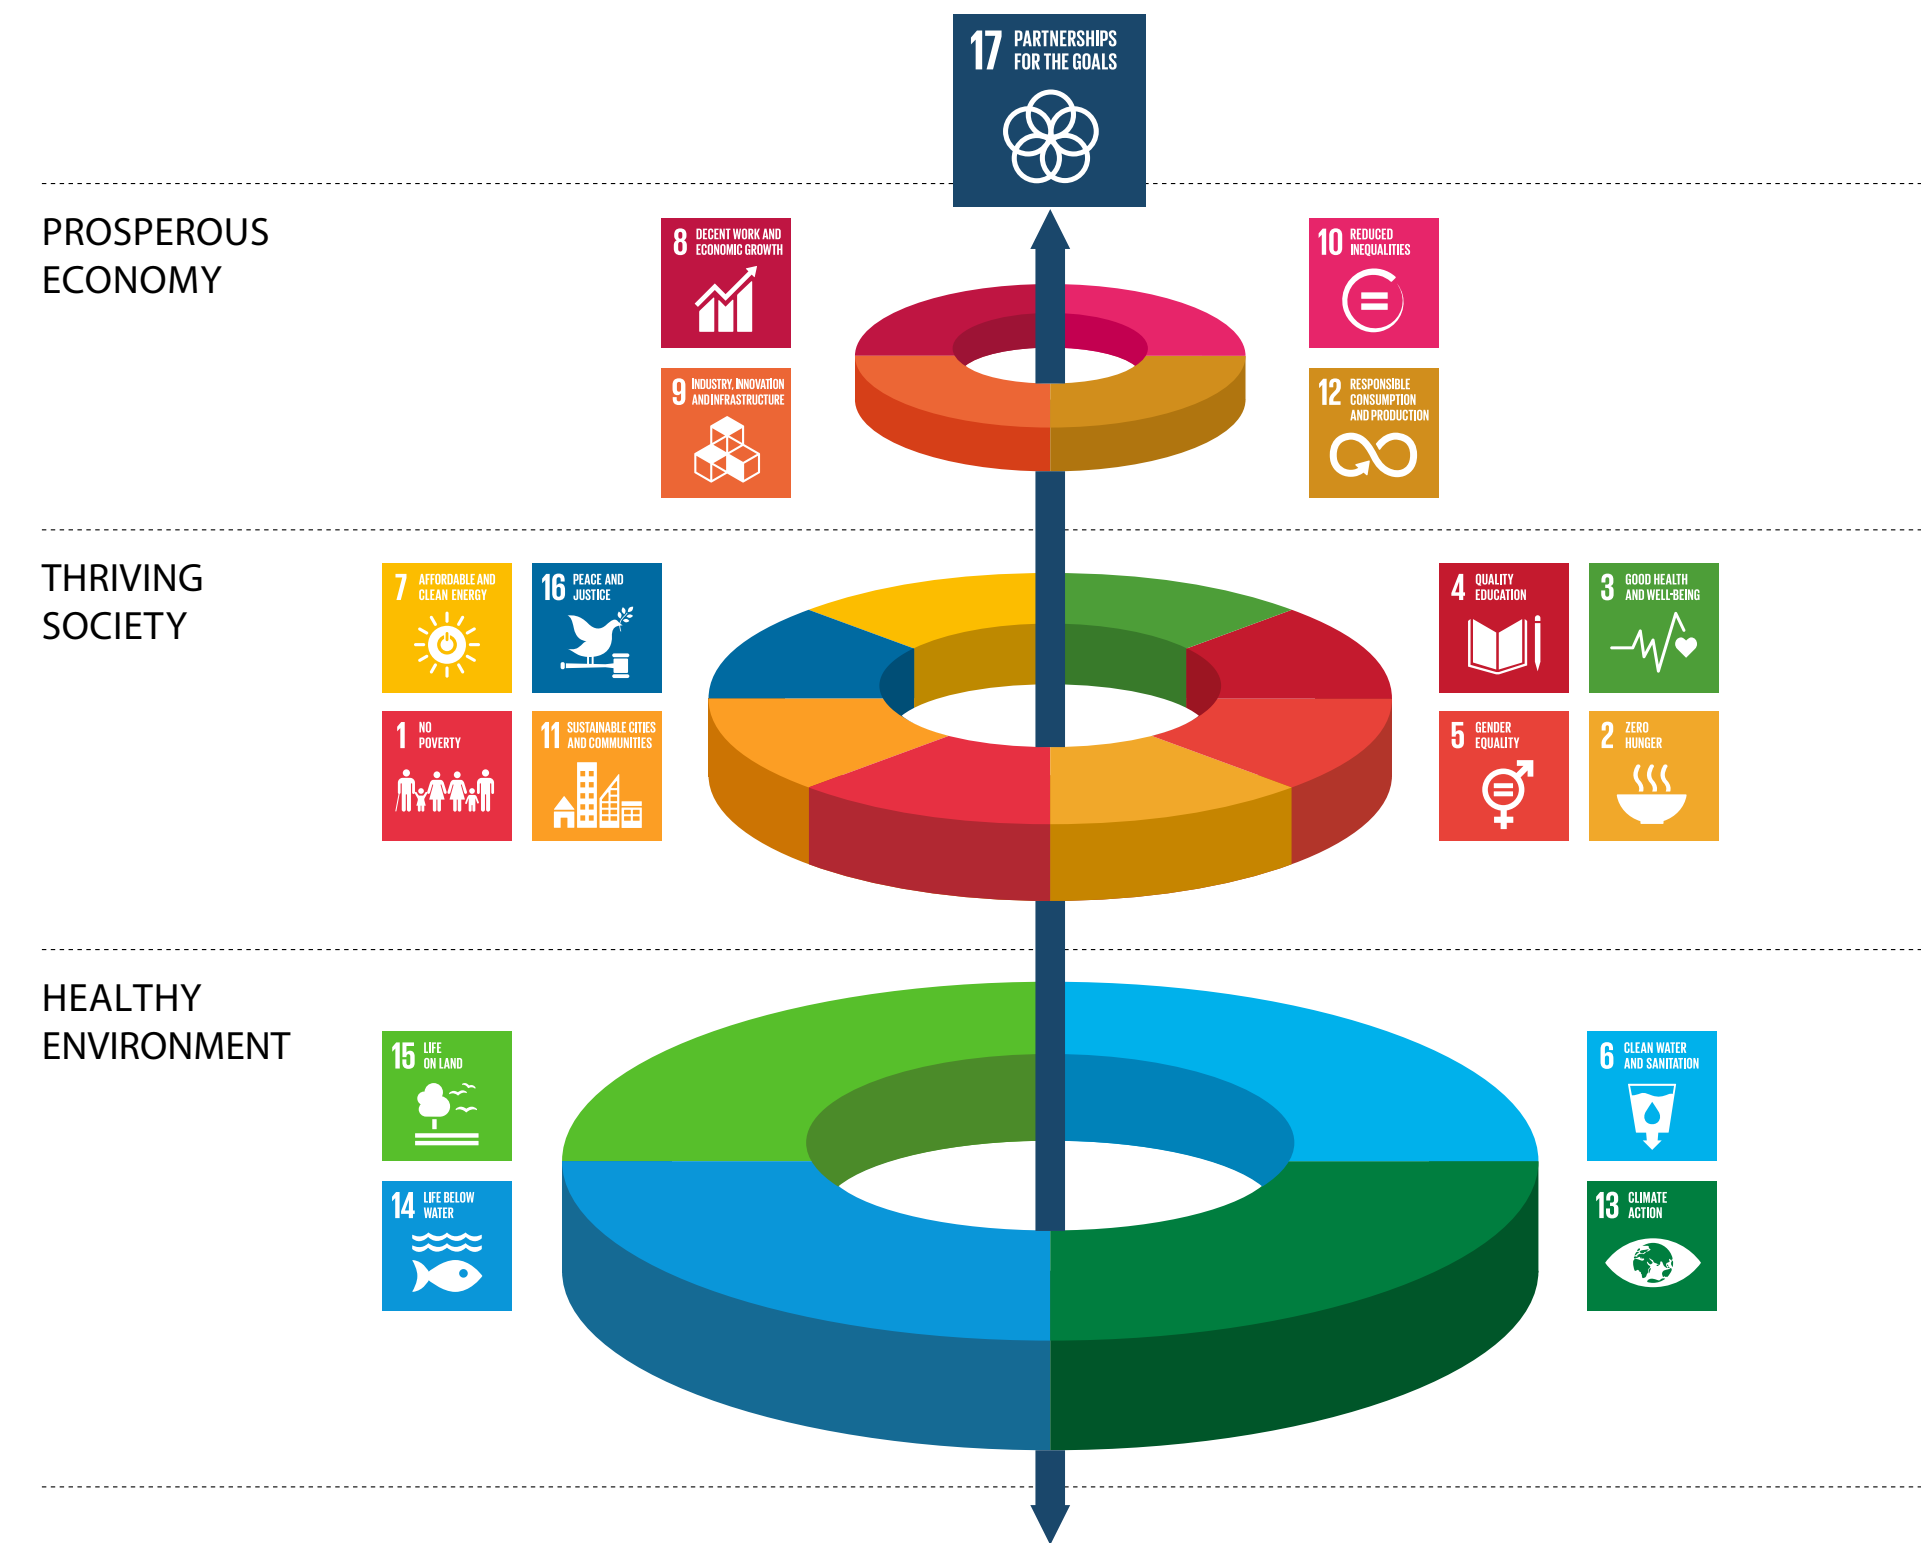 17 PARTNERSHIPS
FOR THE GOALS
PROSPEROUS
ECONOMY
8 DECENT WORK AND
ECONOMIC GROWTH
10 REDUCED
INEQUALITIES
9 INDUSTRY, INNOVATION
AND INFRASTRUCTURE
12 RESPONSIBLE
CONSUMPTION
AND PRODUCTION
THRIVING
SOCIETY
7 AFFORDABLE AND
CLEAN ENERGY
16 PEACE AND
JUSTICE
4 QUALITY
EDUCATION
3 GOOD HEALTH
AND WELL-BEING
1 NO
POVERTY
11 SUSTAINABLE CITIES
AND COMMUNITIES
5 GENDER
EQUALITY
2 ZERO
HUNGER
HEALTHY
ENVIRONMENT
15 LIFE
ON LAND
6 CLEAN WATER
AND SANITATION
14 LIFE BELOW
WATER
13 CLIMATE
ACTION